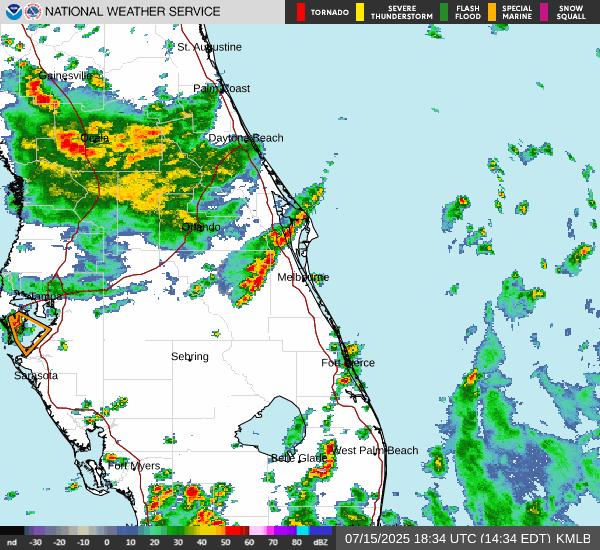 NATIONAL WEATHER SERVICE
TORNADO
SEVERE THUNDERSTORM
FLASH FLOOD
SPECIAL MARINE
SNOW SQUALL
St. Augustine
Gainesville
Palm Coast
Ocala
Daytona Beach
Orlando
Melbourne
Tampa
Sebring
Fort Pierce
Sarasota
West Palm Beach
Belle Glade
Fort Myers
nd -30 -20 -10 0 10 20 30 40 50 60 70 80 dBZ
07/15/2025 18:34 UTC (14:34 EDT) KMLB